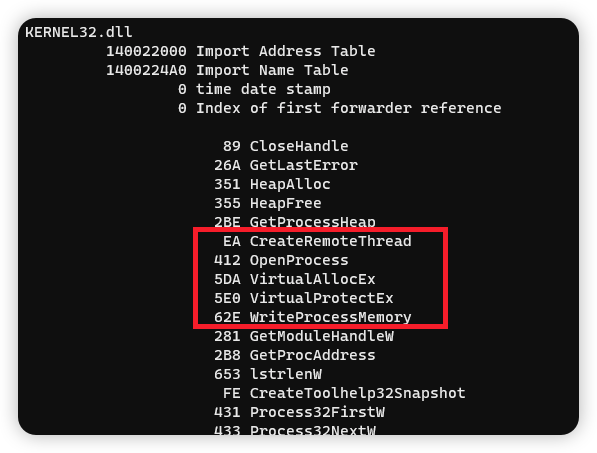 KERNEL32.dll
140022000 Import Address Table
1400224A0 Import Name Table
0 time date stamp
0 Index of first forwarder reference
89 CloseHandle
26A GetLastError
351 HeapAlloc
355 HeapFree
2BE GetProcessHeap
EA CreateRemoteThread
412 OpenProcess
5DA VirtualAllocEx
5E0 VirtualProtectEx
62E WriteProcessMemory
281 GetModuleHandleW
2B8 GetProcAddress
653 lstrlenW
FE CreateToolhelp32Snapshot
431 Process32FirstW
433 Process32NextW